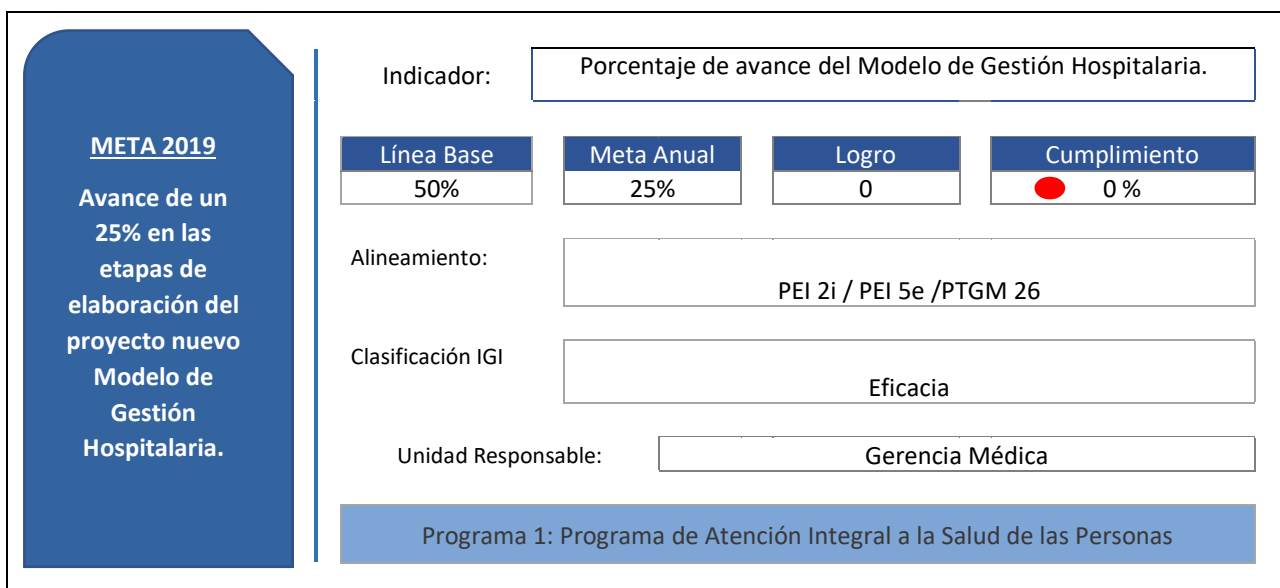 META 2019
Avance de un
25% en las
etapas de
elaboración del
proyecto nuevo
Modelo de
Gestión
Hospitalaria.
Indicador:
Porcentaje de avance del Modelo de Gestión Hospitalaria.
Línea Base
Meta Anual
Logro
Cumplimiento
50%
25%
0
0 %
Alineamiento:
PEI 2i / PEI 5e /PTGM 26
Clasificación IGI
Eficacia
Unidad Responsable:
Gerencia Médica
Programa 1: Programa de Atención Integral a la Salud de las Personas